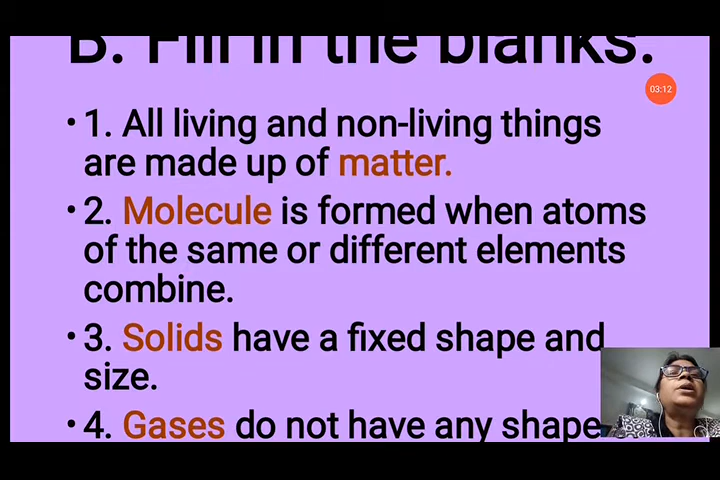 B. Fill in the blanks.
03:12
• 1. All living and non-living things
are made up of matter.
• 2. Molecule is formed when atoms
of the same or different elements
combine.
• 3. Solids have a fixed shape and
size.
• 4. Gases do not have any shape